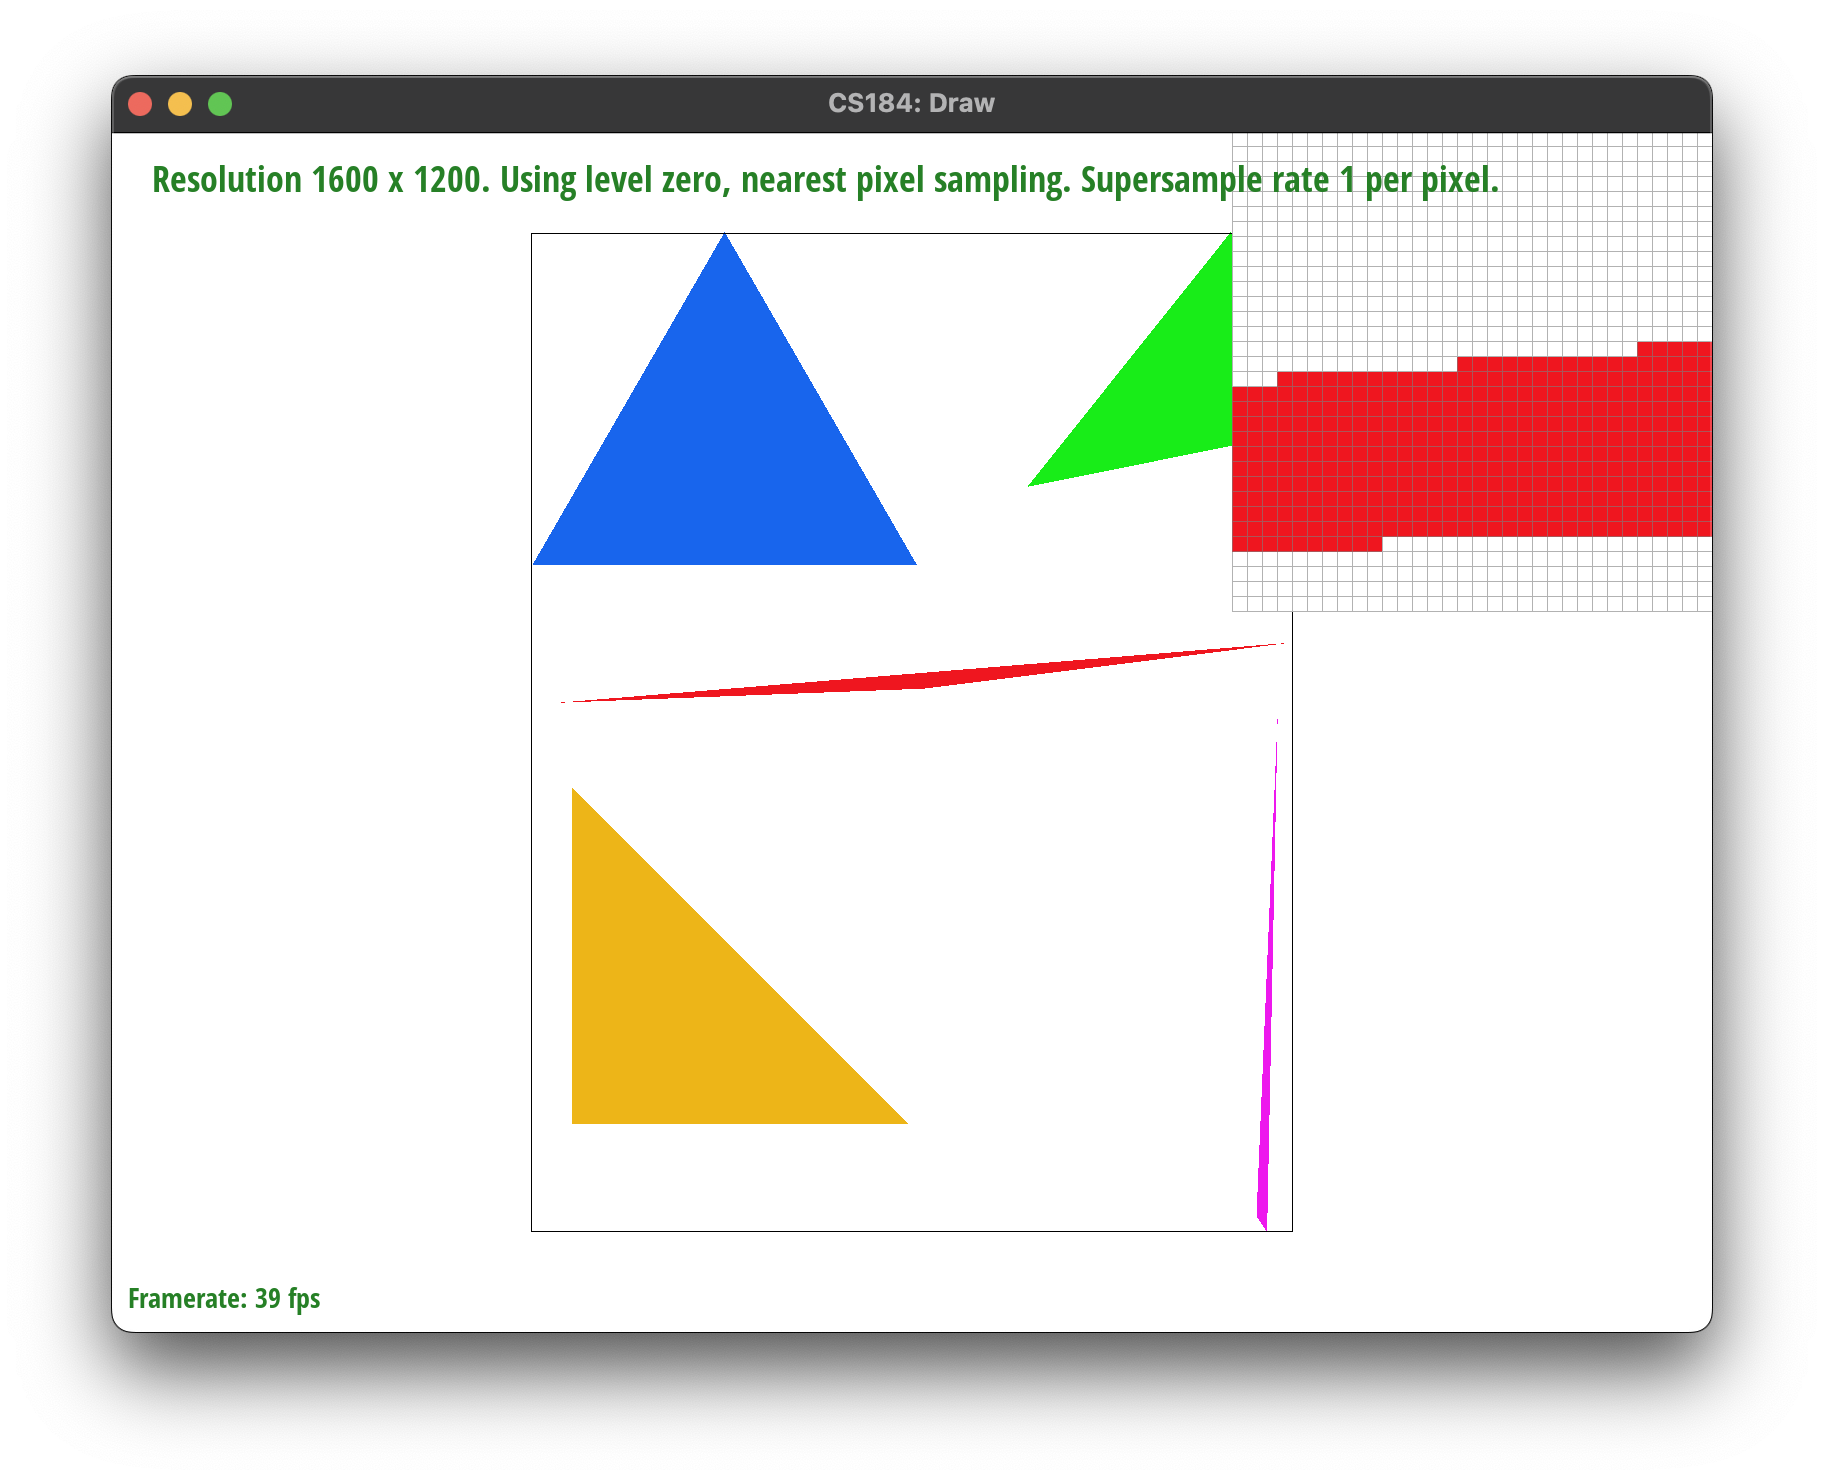 CS184: Draw
Resolution 1600 x 1200. Using level zero, nearest pixel sampling. Supersample rate 1 per pixel.
Framerate: 39 fps